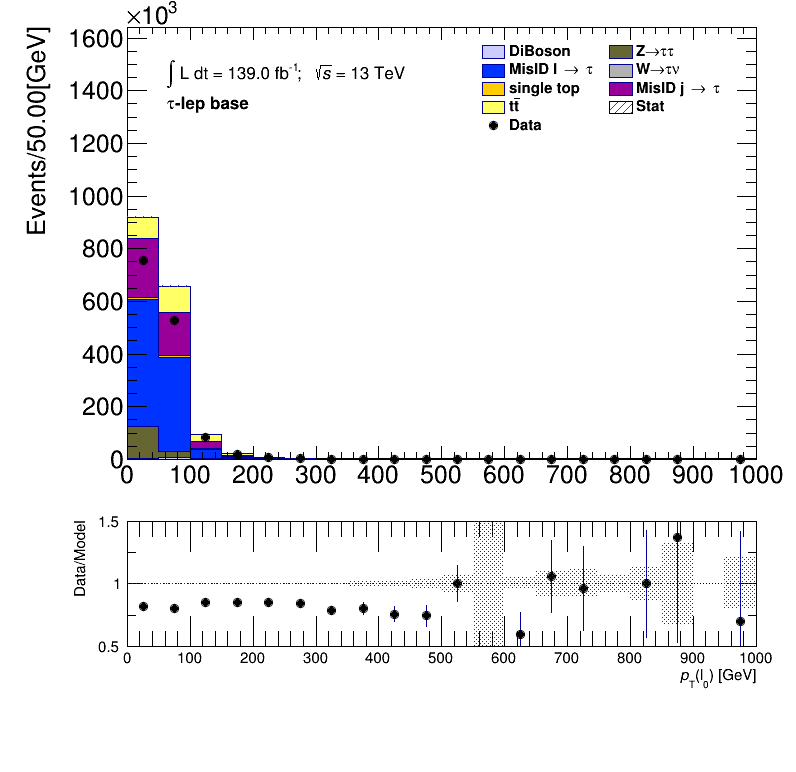 ×10³
Events/50.00[GeV]
1600
1400
1200
1000
800
600
400
200
0
∫ L dt = 139.0 fb⁻¹; √s = 13 TeV
τ-lep base
DiBoson
Z→ττ
MisID l → τ
W→τν
single top
MisID j → τ
tt̄
Stat
Data
0 100 200 300 400 500 600 700 800 900 1000
Data/Model
1.5
1
0.5
0 100 200 300 400 500 600 700 800 900 1000
p_T(l_0) [GeV]